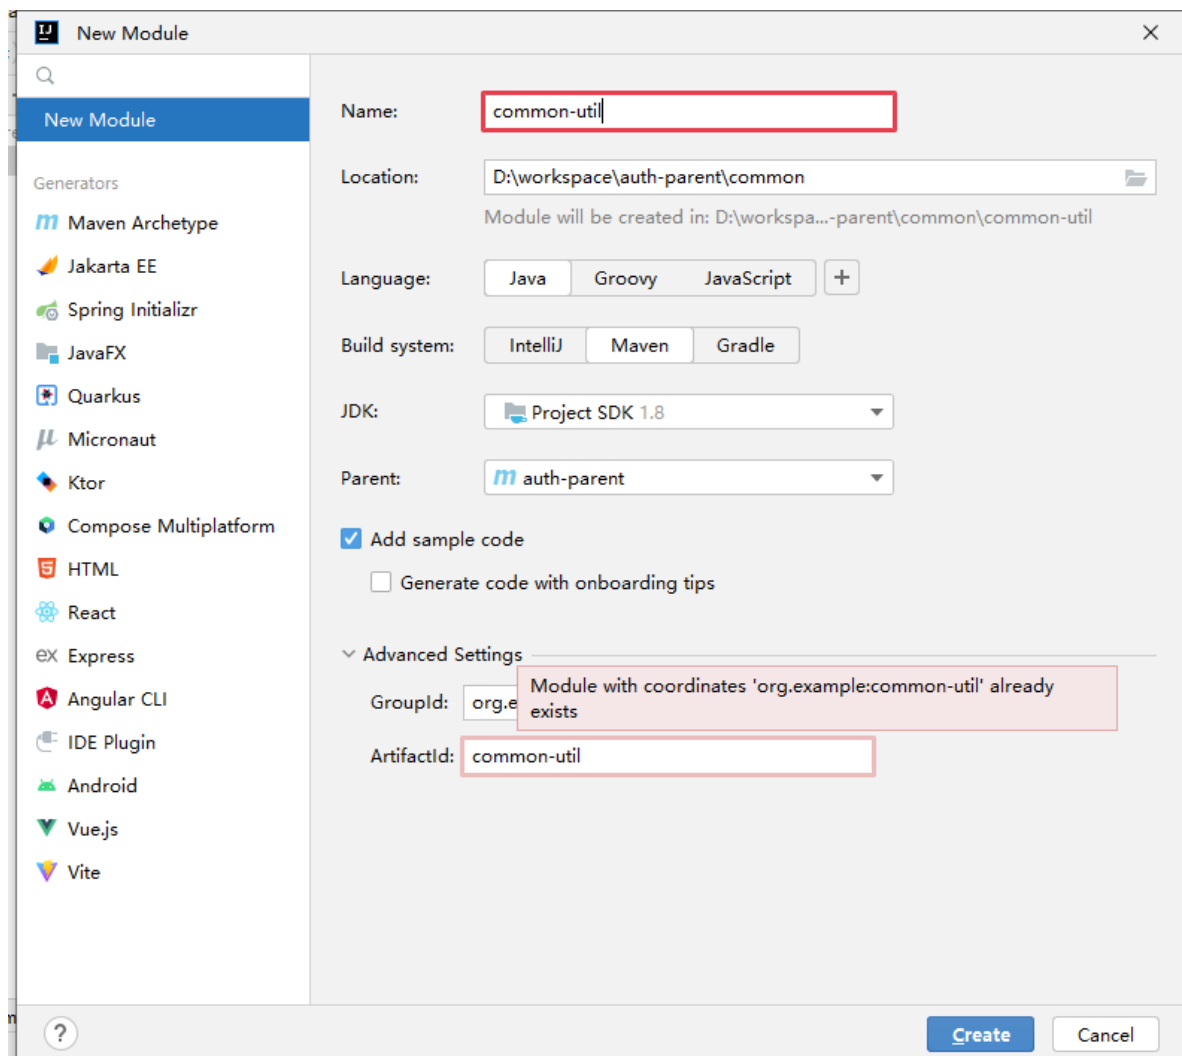 New Module
New Module
Generators
Maven Archetype
Jakarta EE
Spring Initializr
JavaFX
Quarkus
Micronaut
Ktor
Compose Multiplatform
HTML
React
Express
Angular CLI
IDE Plugin
Android
Vue.js
Vite
Name: common-util
Location: D:\workspace\auth-parent\common
Module will be created in: D:\workspa...-parent\common\common-util
Language: Java Groovy JavaScript +
Build system: IntelliJ Maven Gradle
JDK: Project SDK 1.8
Parent: m auth-parent
Add sample code
Generate code with onboarding tips
Advanced Settings
Module with coordinates 'org.example:common-util' already
exists
GroupId: org.e
ArtifactId: common-util
? Create Cancel